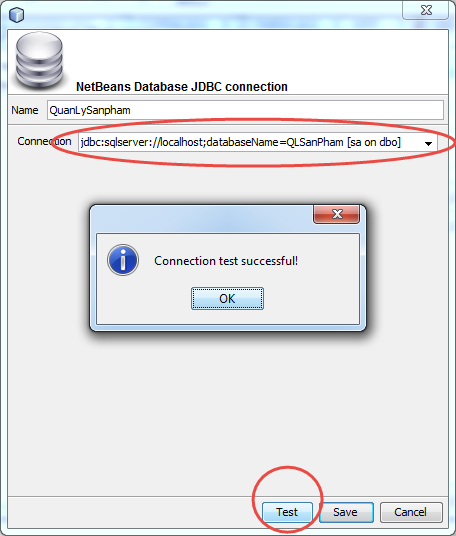 NetBeans Database JDBC connection
Name QuanLySanpham
Connection jdbc:sqlserver://localhost;databaseName=QLSanPham [sa on dbo]
Connection test successful!
OK
Test Save Cancel